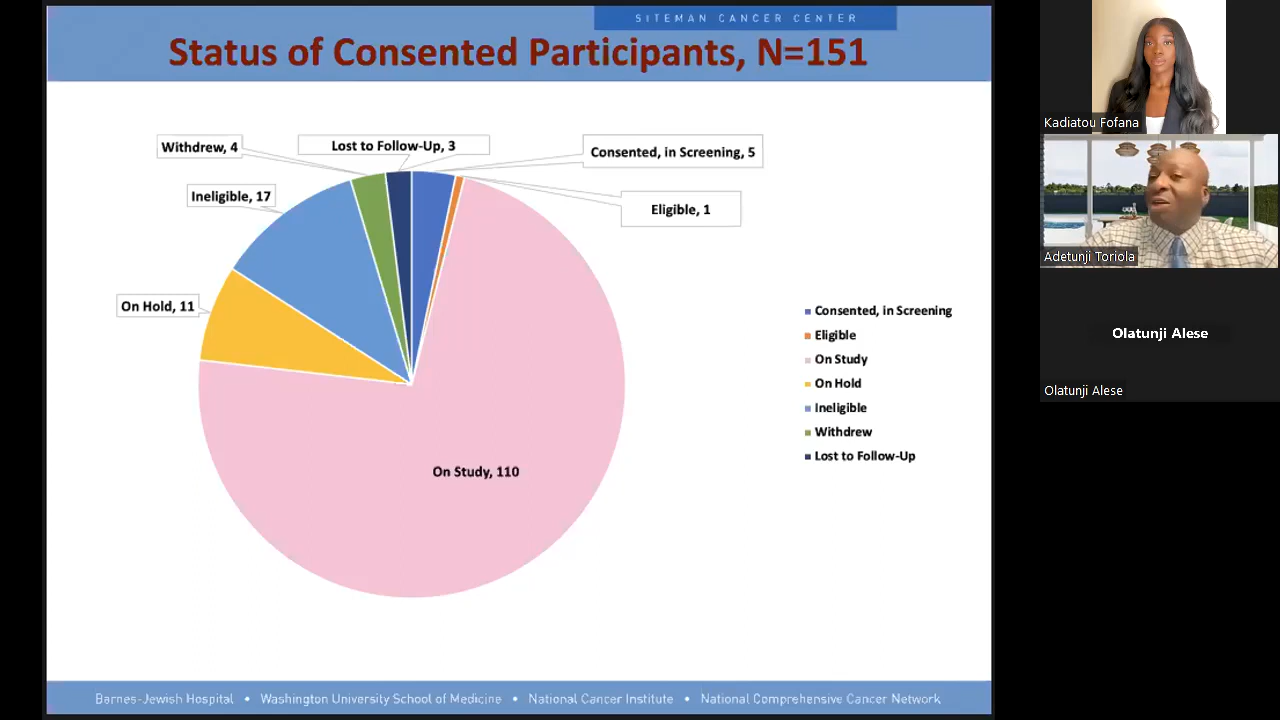 SITEMAN CANCER CENTER
Status of Consented Participants, N=151
Withdrew, 4
Lost to Follow-Up, 3
Consented, in Screening, 5
Ineligible, 17
Eligible, 1
On Hold, 11
On Study, 110
Consented, in Screening
Eligible
On Study
On Hold
Ineligible
Withdrew
Lost to Follow-Up
Barnes-Jewish Hospital • Washington University School of Medicine • National Cancer Institute • National Comprehensive Cancer Network
Kadiatou Fofana
Adetunji Toriola
Olatunji Alese
Olatunji Alese